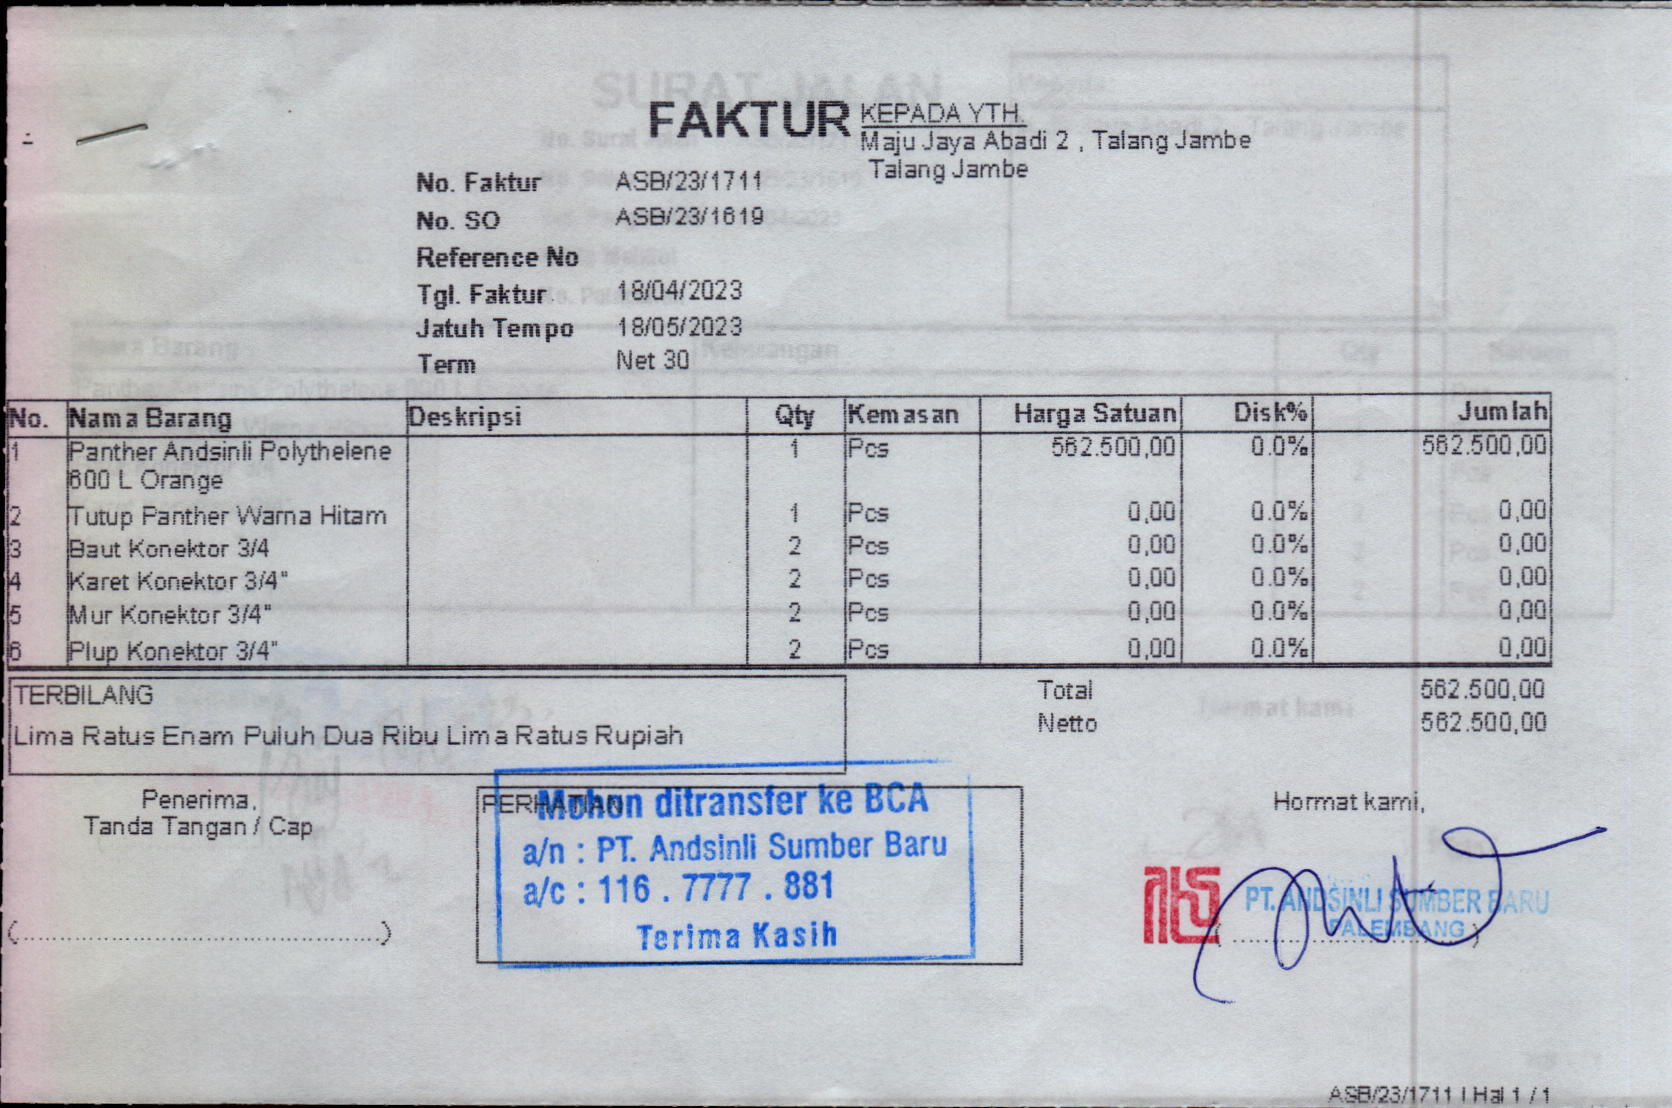 FAKTUR
KEPADA YTH
Maju Jaya Abadi 2 , Talang Jambe
Talang Jambe
No. Faktur ASB/23/1711
No. SO ASB/23/1619
Reference No
Tgl. Faktur 18/04/2023
Jatuh Tempo 18/05/2023
Term Net 30
No. Nama Barang Deskripsi Qty Kemasan Harga Satuan Disk% Jumlah
1 Panther Andsinli Polythelene 1 Pcs 562.500,00 0.0% 562.500,00
600 L Orange
2 Tutup Panther Warna Hitam 1 Pcs 0,00 0.0% 0,00
3 Baut Konektor 3/4 2 Pcs 0,00 0.0% 0,00
4 Karet Konektor 3/4" 2 Pcs 0,00 0.0% 0,00
5 Mur Konektor 3/4" 2 Pcs 0,00 0.0% 0,00
6 Plup Konektor 3/4" 2 Pcs 0,00 0.0% 0,00
TERBILANG
Lima Ratus Enam Puluh Dua Ribu Lima Ratus Rupiah
Total 562.500,00
Netto 562.500,00
Penerima,
Tanda Tangan / Cap
PERHATIAN
Mohon ditransfer ke BCA
a/n : PT. Andsinli Sumber Baru
a/c : 116 . 7777 . 881
Terima Kasih
Hormat kami,
PT. ANDSINLI SUMBER BARU
PALEMBANG
ASB/23/1711 | Hal 1 / 1